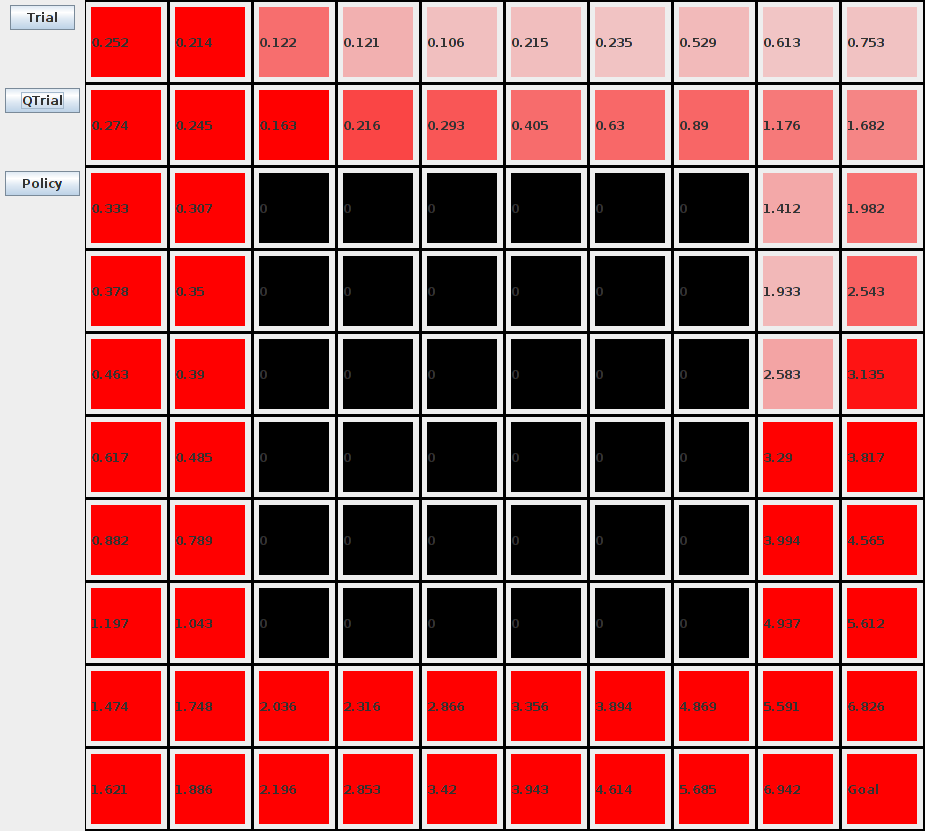 Trial 0.252 0.214 0.122 0.121 0.106 0.215 0.235 0.529 0.613 0.753
QTrial 0.274 0.245 0.163 0.216 0.293 0.405 0.63 0.89 1.176 1.682
Policy 0.333 0.307 0 0 0 0 0 0 1.412 1.982
0.378 0.35 0 0 0 0 0 0 1.933 2.543
0.463 0.39 0 0 0 0 0 0 2.583 3.135
0.617 0.485 0 0 0 0 0 0 3.29 3.817
0.882 0.789 0 0 0 0 0 0 3.994 4.565
1.197 1.043 0 0 0 0 0 0 4.937 5.612
1.474 1.748 2.036 2.316 2.866 3.356 3.894 4.869 5.591 6.826
1.621 1.886 2.196 2.853 3.42 3.943 4.614 5.685 6.942 Goal